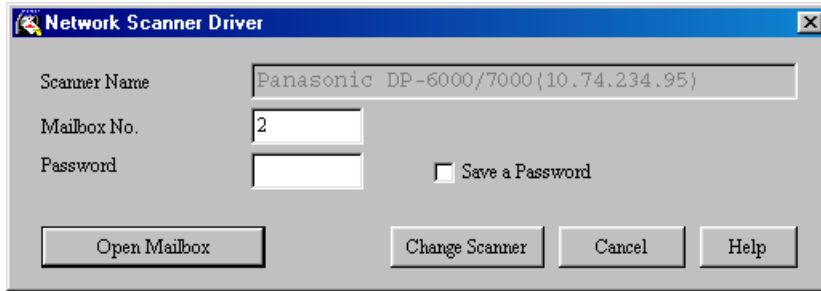 Network Scanner Driver
Scanner Name Panasonic DP-6000/7000(10.74.234.95)
Mailbox No. 2
Password Save a Password
Open Mailbox Change Scanner Cancel Help